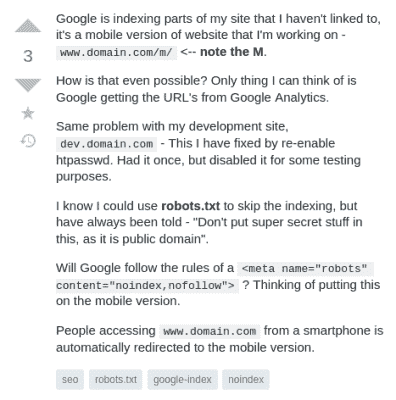 Google is indexing parts of my site that I haven't linked to,
it's a mobile version of website that I'm working on -
www.domain.com/m/ <-- note the M.
3
How is that even possible? Only thing I can think of is
Google getting the URL's from Google Analytics.
Same problem with my development site,
dev.domain.com - This I have fixed by re-enable
htpasswd. Had it once, but disabled it for some testing
purposes.
I know I could use robots.txt to skip the indexing, but
have always been told - "Don't put super secret stuff in
this, as it is public domain".
Will Google follow the rules of a <meta name="robots"
content="noindex,nofollow"> ? Thinking of putting this
on the mobile version.
People accessing www.domain.com from a smartphone is
automatically redirected to the mobile version.
seo robots.txt google-index noindex